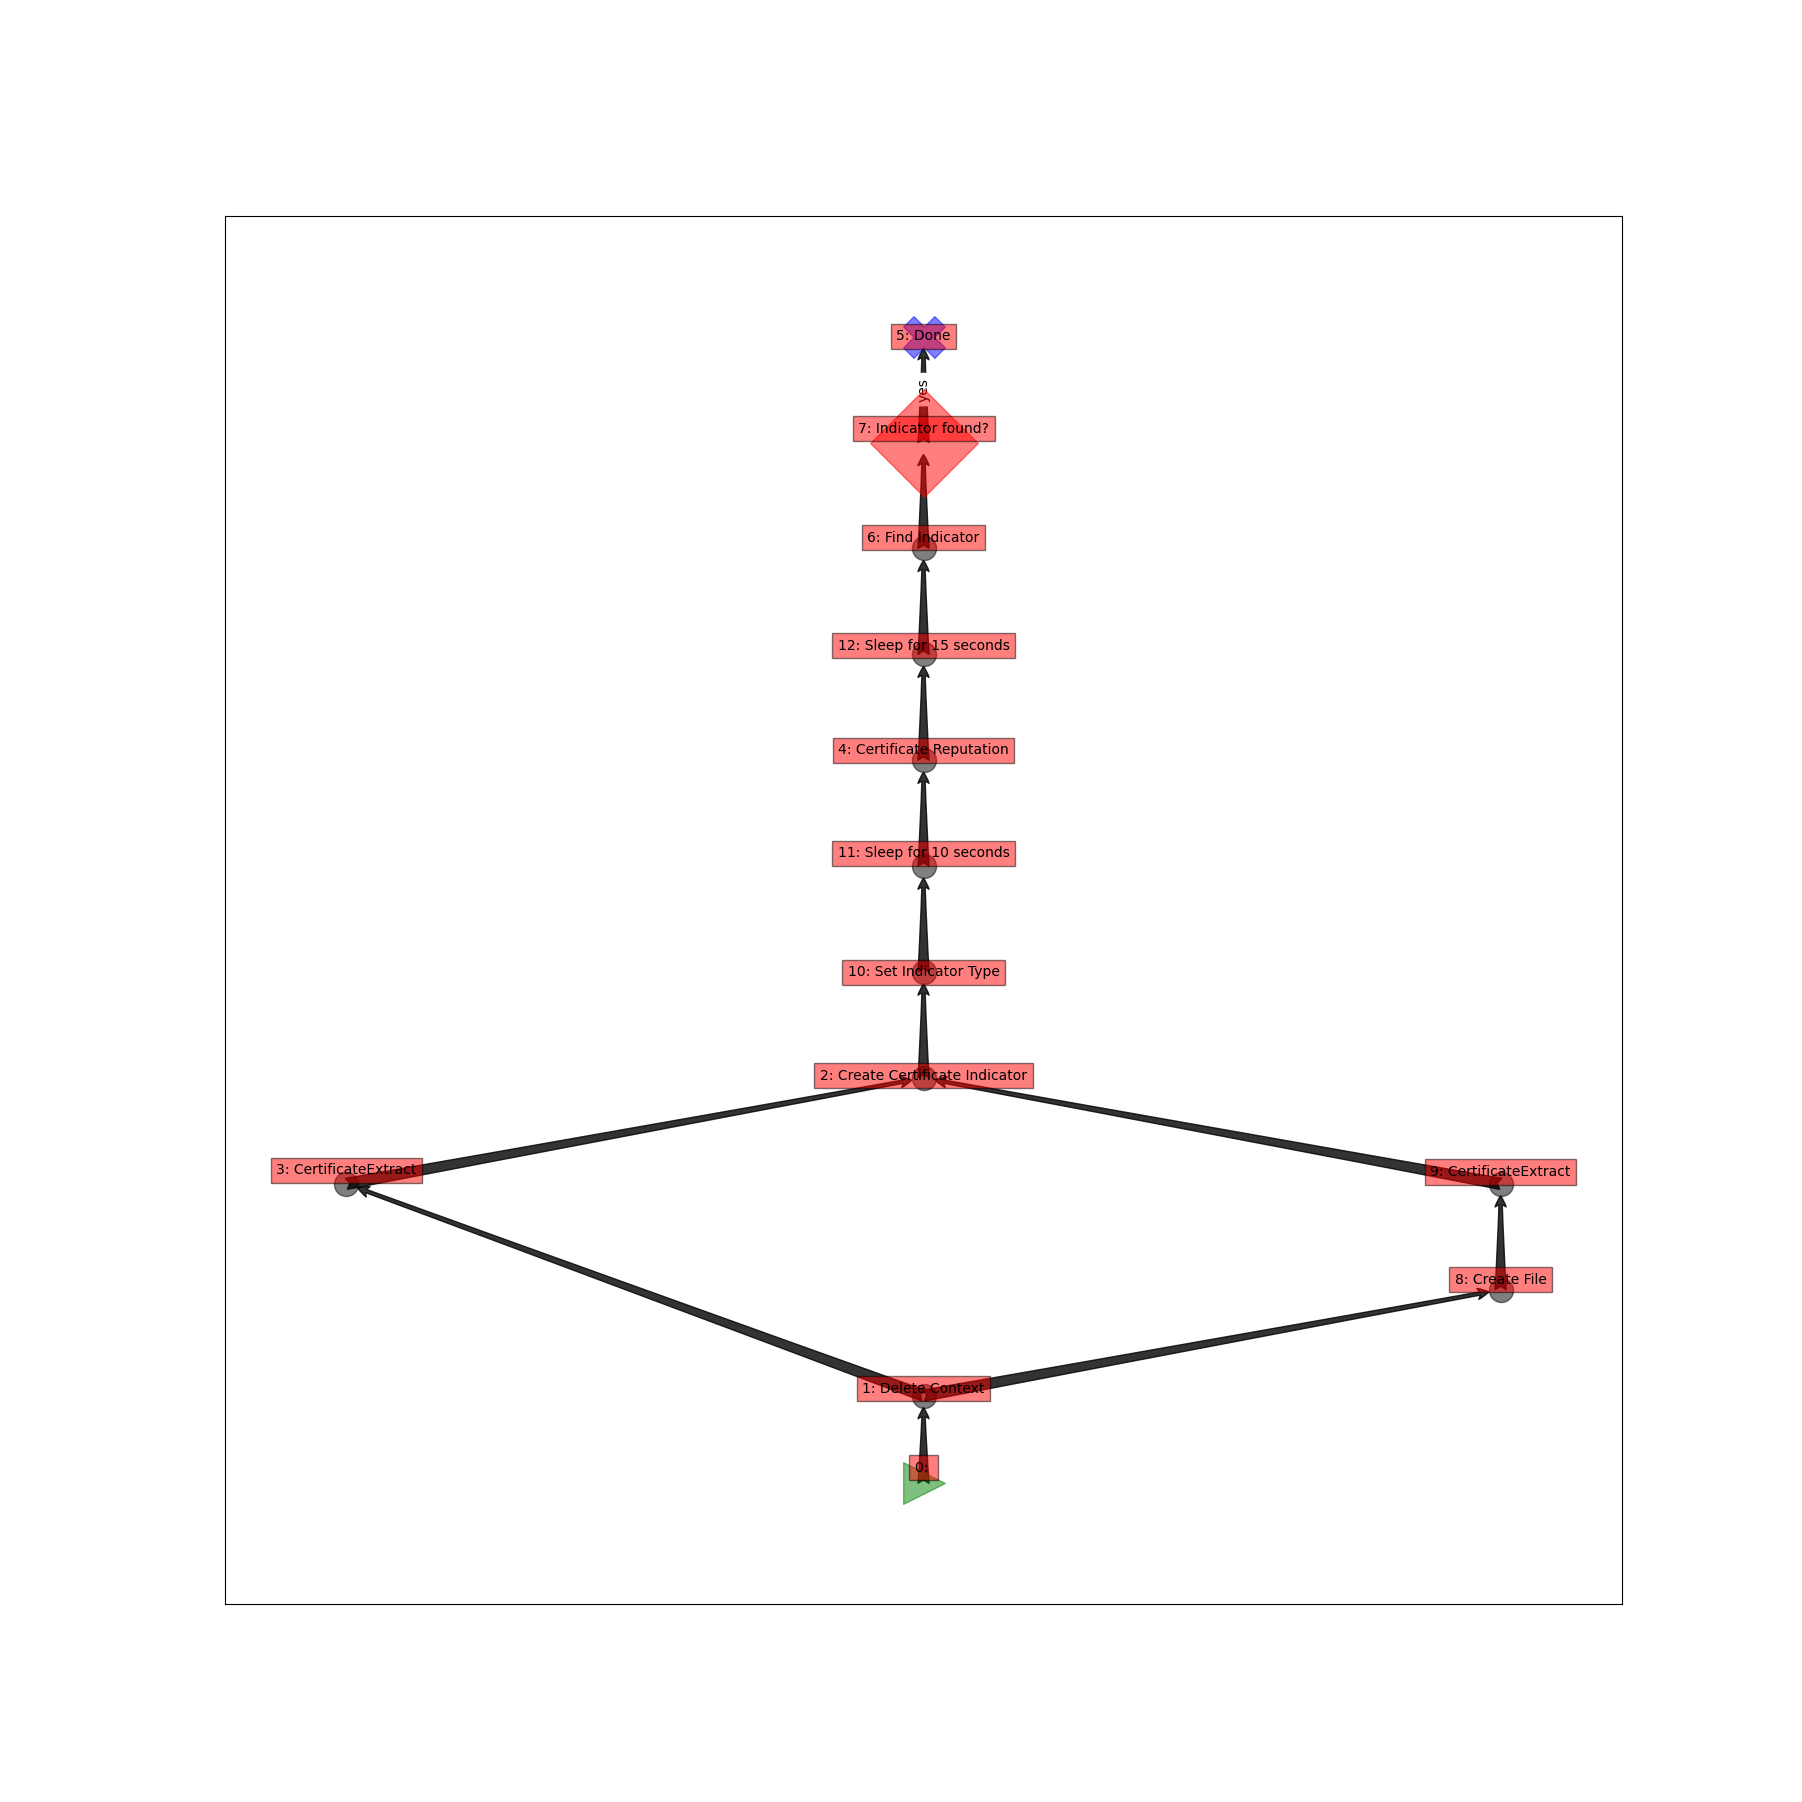 5: Done
yes
7: Indicator found?
6: Find Indicator
12: Sleep for 15 seconds
4: Certificate Reputation
11: Sleep for 10 seconds
10: Set Indicator Type
2: Create Certificate Indicator
3: CertificateExtract
9: CertificateExtract
8: Create File
1: Delete Context
0: